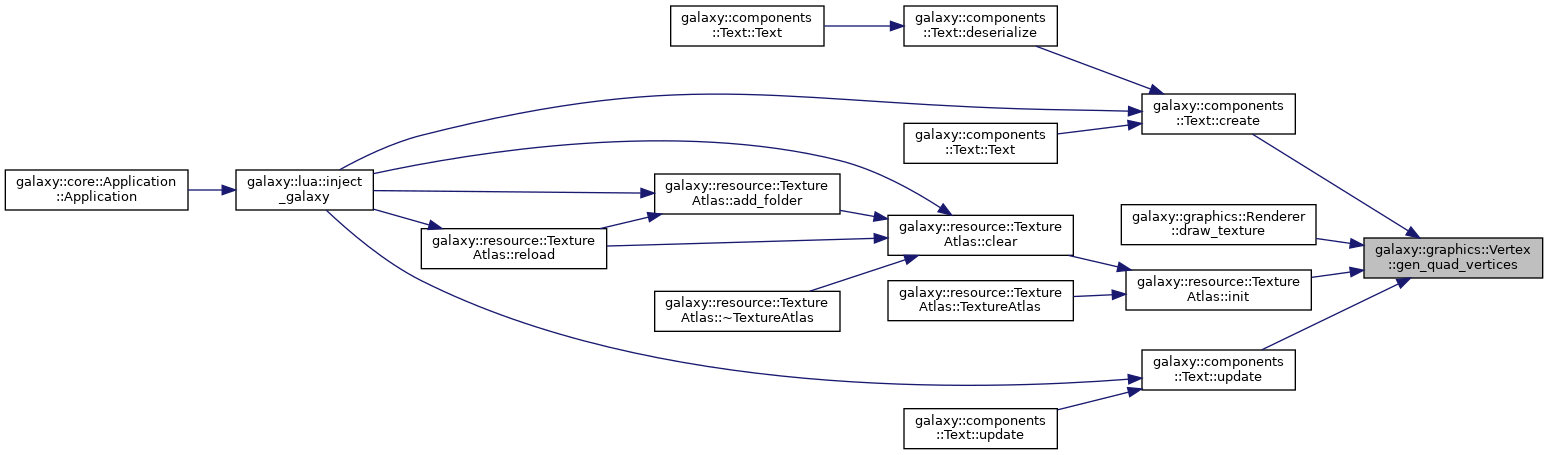 galaxy::components
::Text::Text
galaxy::components
::Text::deserialize
galaxy::components
::Text::create
galaxy::components
::Text::Text
galaxy::core::Application
::Application
galaxy::lua::inject
_galaxy
galaxy::resource::Texture
Atlas::add_folder
galaxy::graphics::Renderer
::draw_texture
galaxy::resource::Texture
Atlas::reload
galaxy::resource::Texture
Atlas::clear
galaxy::graphics::Vertex
::gen_quad_vertices
galaxy::resource::Texture
Atlas::~TextureAtlas
galaxy::resource::Texture
Atlas::TextureAtlas
galaxy::resource::Texture
Atlas::init
galaxy::components
::Text::update
galaxy::components
::Text::update